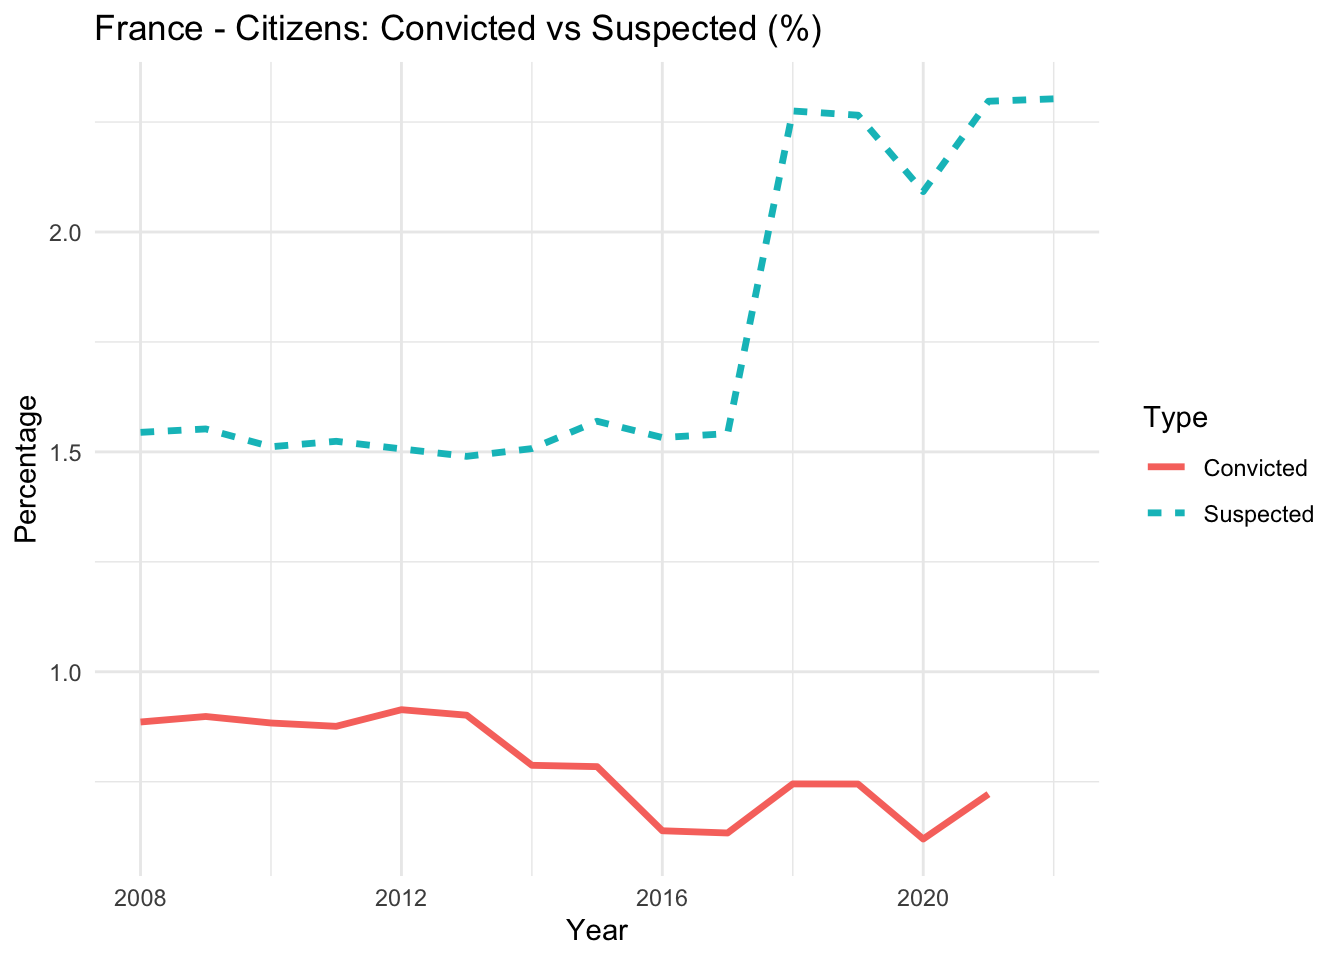 France - Citizens: Convicted vs Suspected (%)
2.0
1.5
1.0
Percentage
2008 2012 2016 2020
Year
Type
Convicted
Suspected